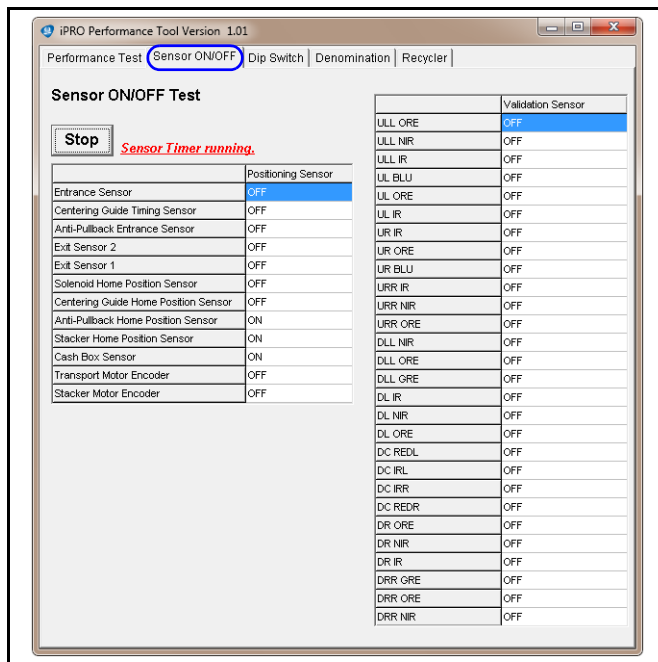 iPRO Performance Tool Version 1.01
Performance Test Sensor ON/OFF Dip Switch Denomination Recycler
Sensor ON/OFF Test
Stop Sensor Timer running.
Positioning Sensor
Entrance Sensor OFF
Centering Guide Timing Sensor OFF
Anti-Pullback Entrance Sensor OFF
Exit Sensor 2 OFF
Exit Sensor 1 OFF
Solenoid Home Position Sensor OFF
Centering Guide Home Position Sensor OFF
Anti-Pullback Home Position Sensor ON
Stacker Home Position Sensor ON
Cash Box Sensor ON
Transport Motor Encoder OFF
Stacker Motor Encoder OFF
Validation Sensor
ULL ORE OFF
ULL NIR OFF
ULL IR OFF
UL BLU OFF
UL ORE OFF
UL IR OFF
UR IR OFF
UR ORE OFF
UR BLU OFF
URR IR OFF
URR NIR OFF
URR ORE OFF
DLL NIR OFF
DLL ORE OFF
DLL GRE OFF
DL IR OFF
DL NIR OFF
DL ORE OFF
DC REDL OFF
DC IRL OFF
DC IRR OFF
DC REDR OFF
DR ORE OFF
DR NIR OFF
DR IR OFF
DRR GRE OFF
DRR ORE OFF
DRR NIR OFF